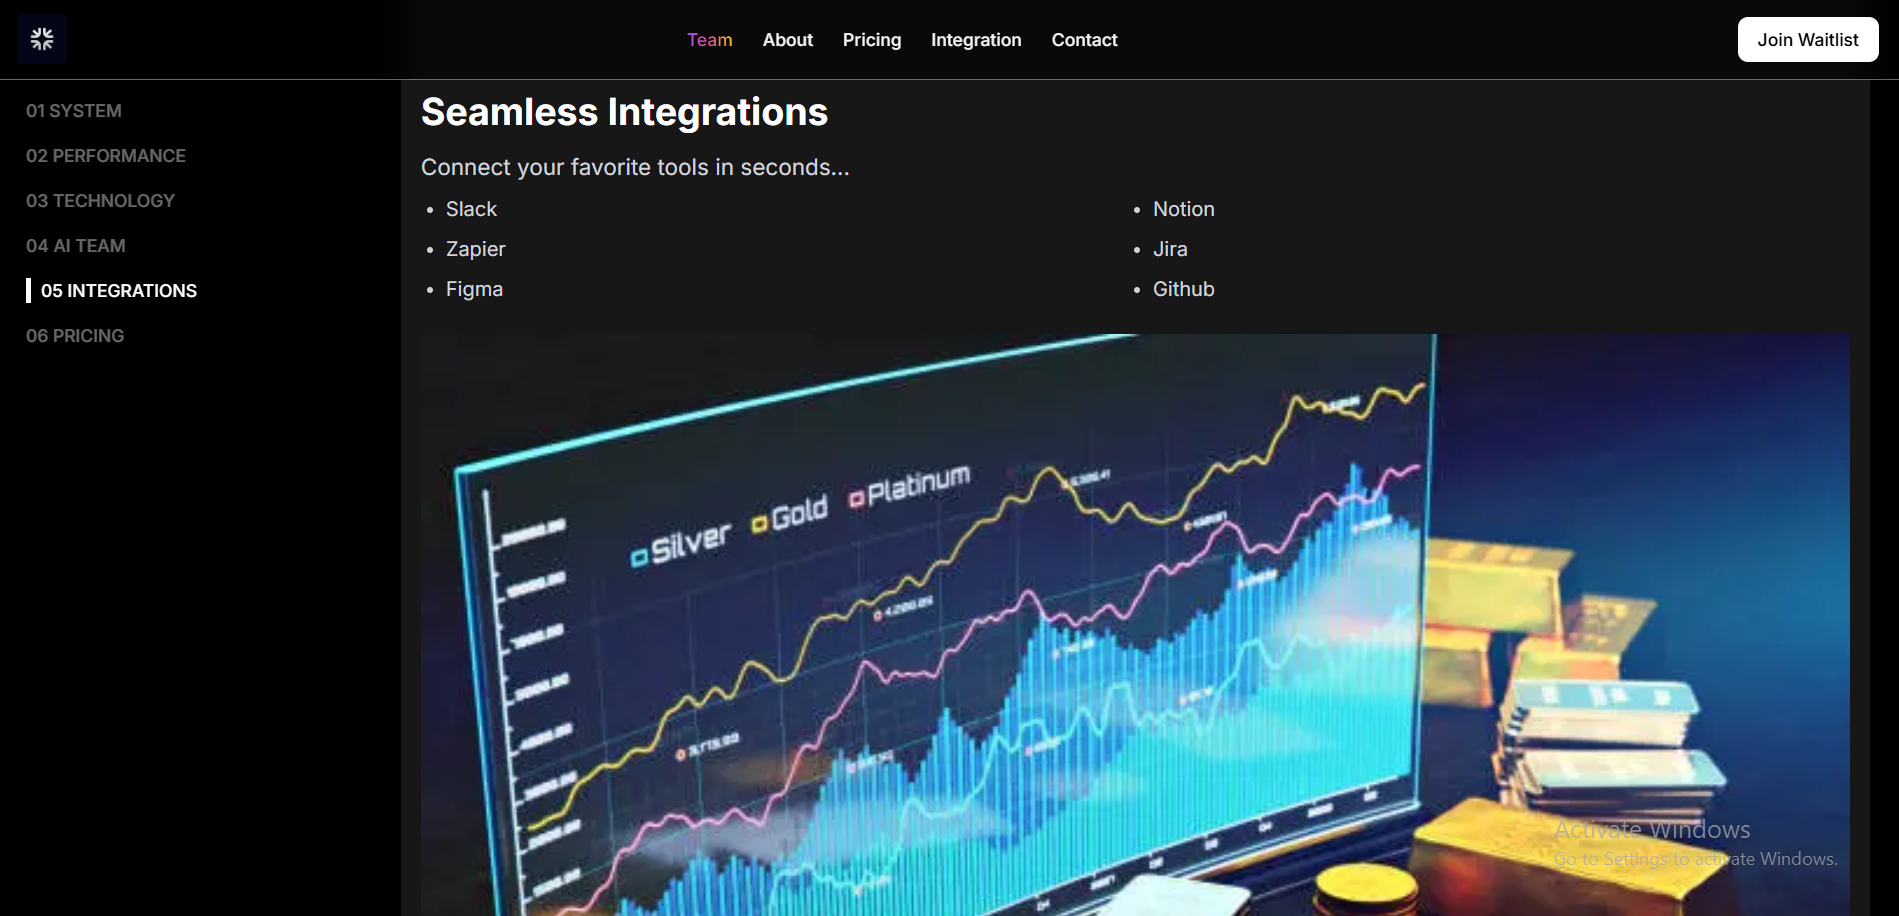 Team About Pricing Integration Contact Join Waitlist
01 SYSTEM
02 PERFORMANCE
03 TECHNOLOGY
04 AI TEAM
05 INTEGRATIONS
06 PRICING
Seamless Integrations
Connect your favorite tools in seconds...
• Slack
• Zapier
• Figma
• Notion
• Jira
• Github
Silver Gold Platinum
Activate Windows
Go to Settings to activate Windows.